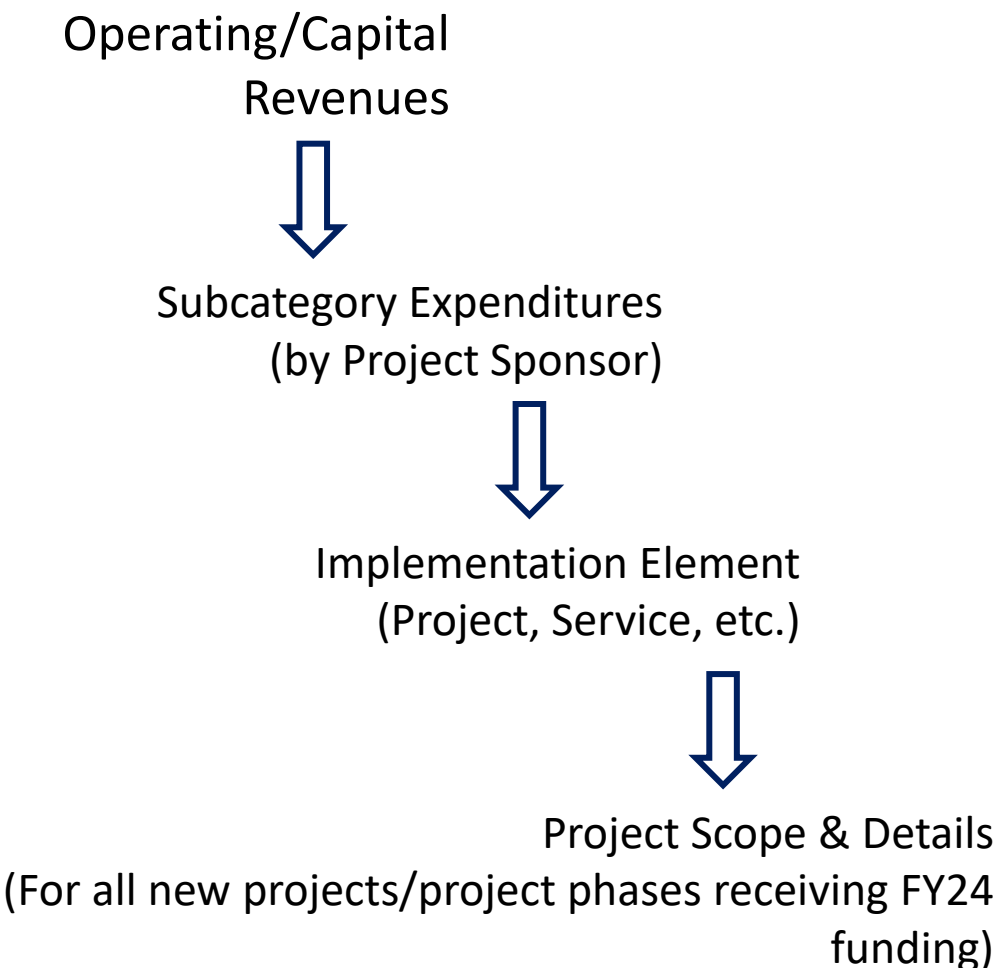 Operating/Capital
Revenues
Subcategory Expenditures
(by Project Sponsor)
Implementation Element
(Project, Service, etc.)
Project Scope & Details
(For all new projects/project phases receiving FY24
funding)